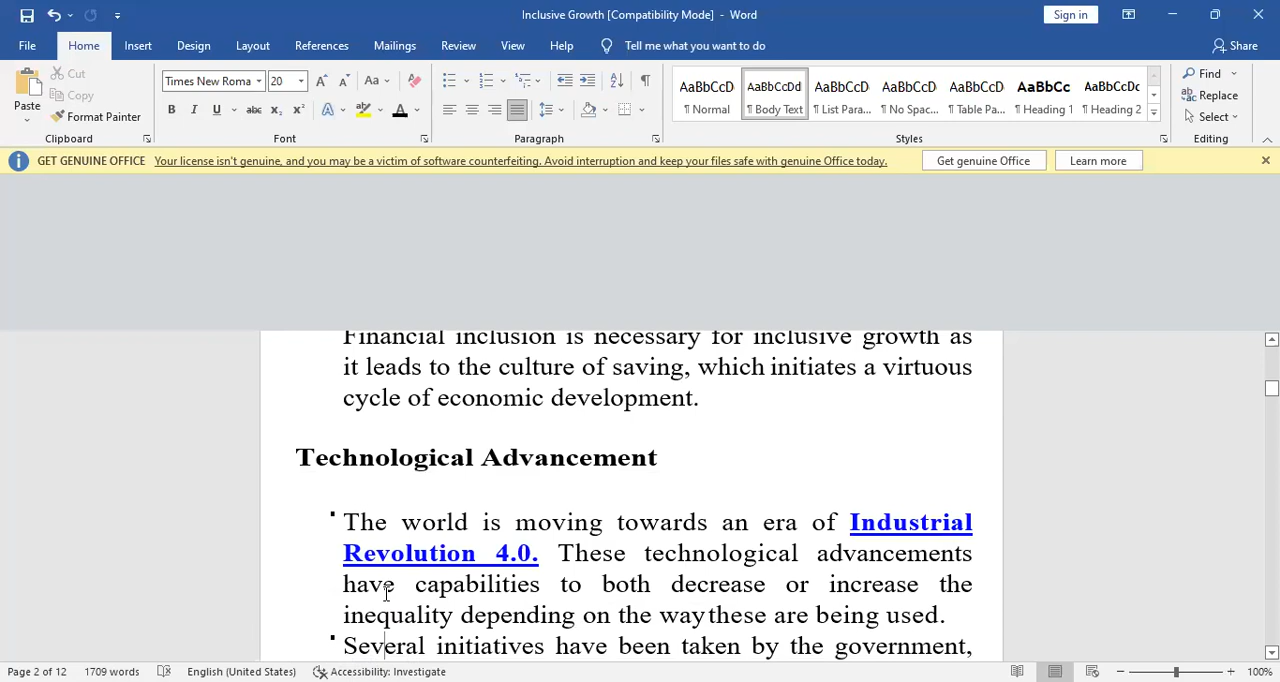 Inclusive Growth [Compatibility Mode] - Word
Sign in
File Home Insert Design Layout References Mailings Review View Help Tell me what you want to do Share
Cut
Copy
Paste
Format Painter
Clipboard
Times New Roma 20
Aa
B I U abc x₂ x² A A
Font
Paragraph
AaBbCcD AaBbCcDd AaBbCcD AaBbCcD AaBbCcD AaBbCc AaBbCcDc
¶ Normal ¶ Body Text ¶ List Para... ¶ No Spac... ¶ Table Pa... ¶ Heading 1 ¶ Heading 2
Styles
Find
Replace
Select
Editing
GET GENUINE OFFICE Your license isn't genuine, and you may be a victim of software counterfeiting. Avoid interruption and keep your files safe with genuine Office today. Get genuine Office Learn more
Financial inclusion is necessary for inclusive growth as
it leads to the culture of saving, which initiates a virtuous
cycle of economic development.
Technological Advancement
The world is moving towards an era of Industrial
Revolution 4.0. These technological advancements
have capabilities to both decrease or increase the
inequality depending on the way these are being used.
Several initiatives have been taken by the government,
Page 2 of 12 1709 words English (United States) Accessibility: Investigate 100%